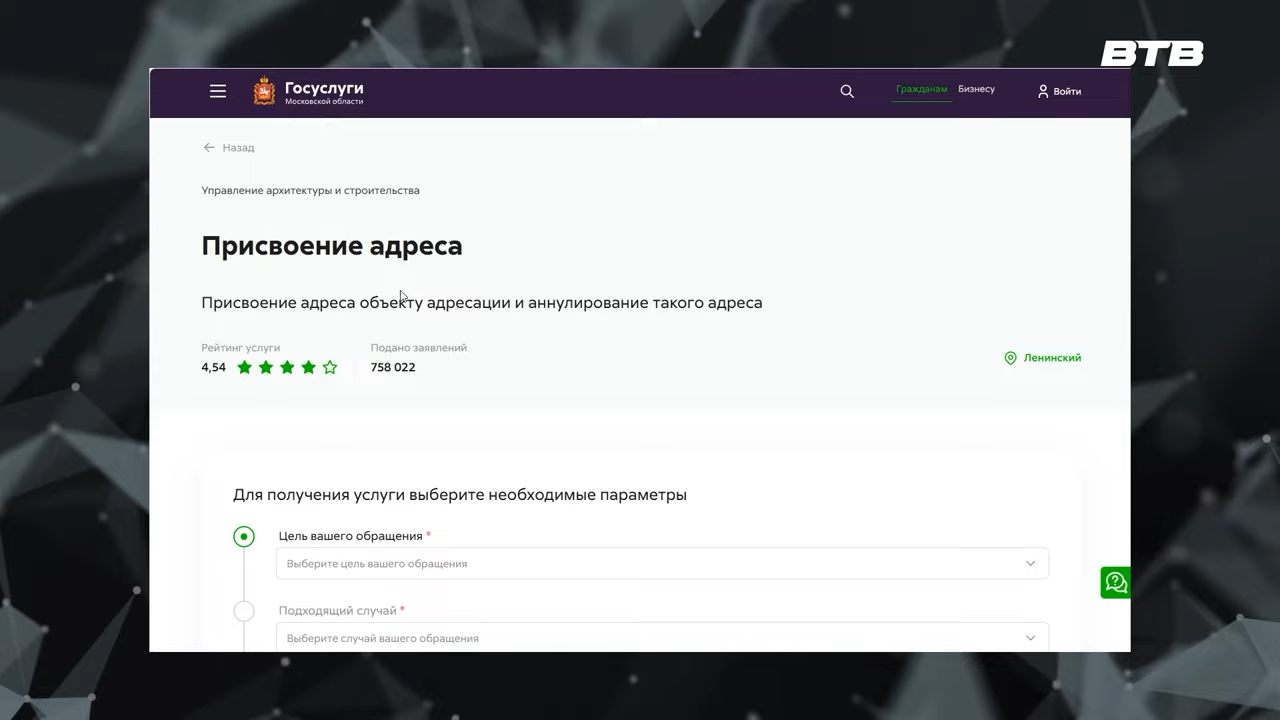 ВТВ
Госуслуги
Московской области
Гражданам
Бизнесу
Войти
Назад
Управление архитектуры и строительства
Присвоение адреса
Присвоение адреса объекту адресации и аннулирование такого адреса
Рейтинг услуги
Подано заявлений
4,54
758 022
Ленинский
Для получения услуги выберите необходимые параметры
Цель вашего обращения *
Выберите цель вашего обращения
Подходящий случай *
Выберите случай вашего обращения